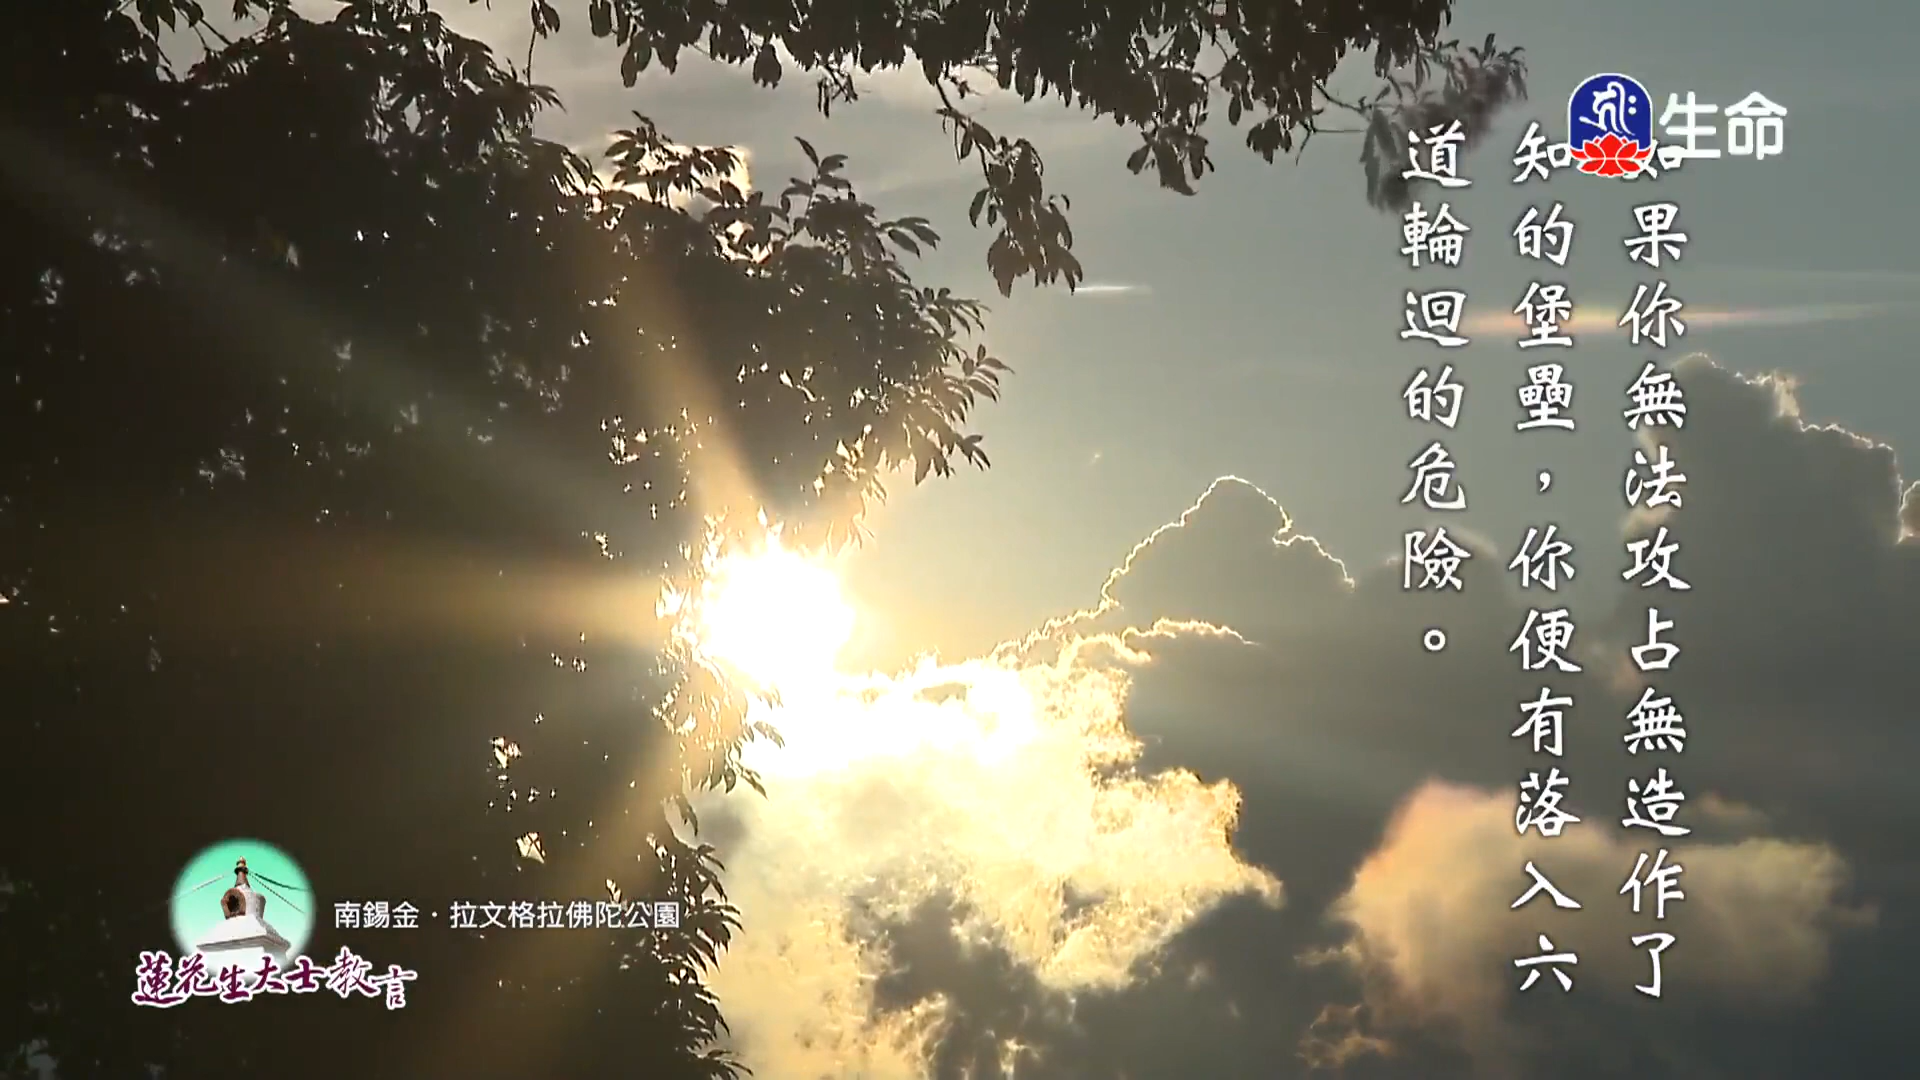 如果你無法攻占無造作了
知的堡壘，你便有落入六
道輪迴的危險。
生命
南錫金．拉文格拉佛陀公園
蓮花生大士教言